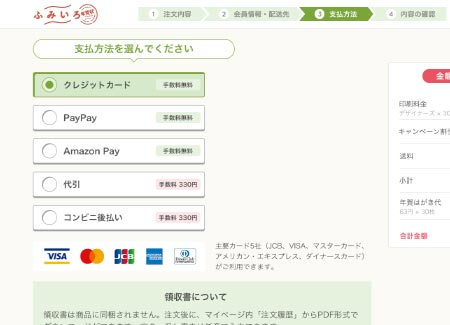 ふみいろ
1 注文内容
2 会員情報・配送先
3 支払方法
4 内容の確認
支払方法を選んでください
クレジットカード 手数料無料
PayPay 手数料無料
Amazon Pay 手数料無料
代引 手数料 330円
コンビニ後払い 手数料 330円
VISA
JCB
主要カード5社（JCB、VISA、マスターカード、
アメリカン・エキスプレス、ダイナースカード）
がご利用できます。
領収書について
領収書は商品に同梱されません。注文後に、マイページ内「注文履歴」からPDF形式で
金
印刷料金
デザイナーズ × 30
キャンペーン割
送料
小計
年賀はがき代
63円 × 30枚
合計金額